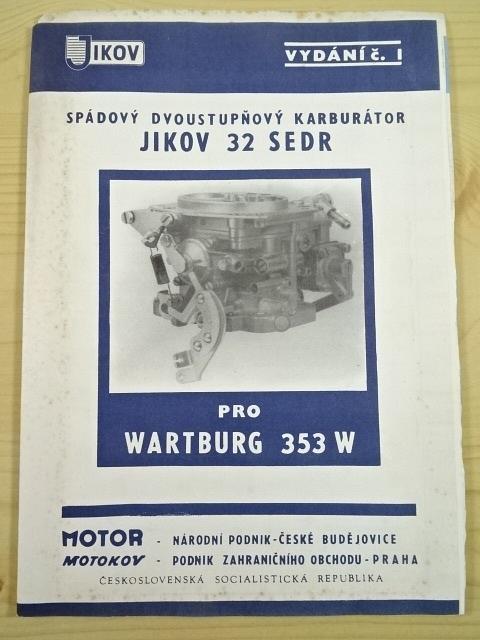 JIKOV
VYDÁNÍ č. 1
SPÁDOVÝ DVOUSTUPŇOVÝ KARBURÁTOR
JIKOV 32 SEDR
PRO
WARTBURG 353 W
MOTOR - NÁRODNÍ PODNIK-ČESKÉ BUDĚJOVICE
MOTOKOV - PODNIK ZAHRANIČNÍHO OBCHODU-PRAHA
ČESKOSLOVENSKÁ SOCIALISTICKÁ REPUBLIKA